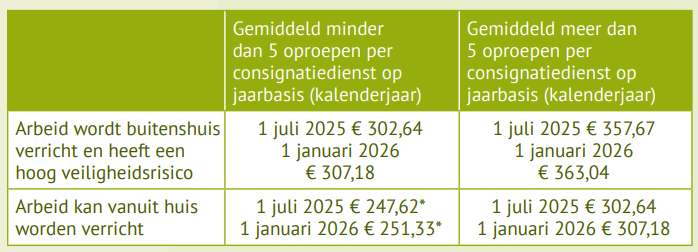 Gemiddeld minder
dan 5 oproepen per
consignatiedienst op
jaarbasis (kalenderjaar)
Gemiddeld meer dan
5 oproepen per
consignatiedienst op
jaarbasis (kalenderjaar)
Arbeid wordt buitenshuis
verricht en heeft een
hoog veiligheidsrisico
1 juli 2025 € 302,64
1 januari 2026
€ 307,18
1 juli 2025 € 357,67
1 januari 2026
€ 363,04
Arbeid kan vanuit huis
worden verricht
1 juli 2025 € 247,62*
1 januari 2026 € 251,33*
1 juli 2025 € 302,64
1 januari 2026 € 307,18